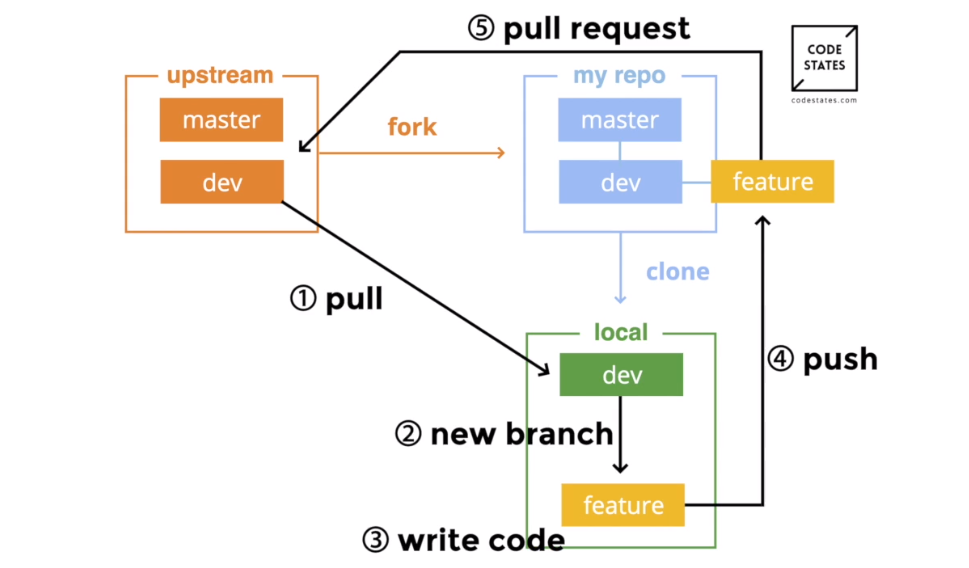 ⑤ pull request
CODE
STATES
codestates.com
upstream
master
dev
fork
my repo
master
dev
feature
clone
① pull
local
dev
④ push
② new branch
feature
③ write code